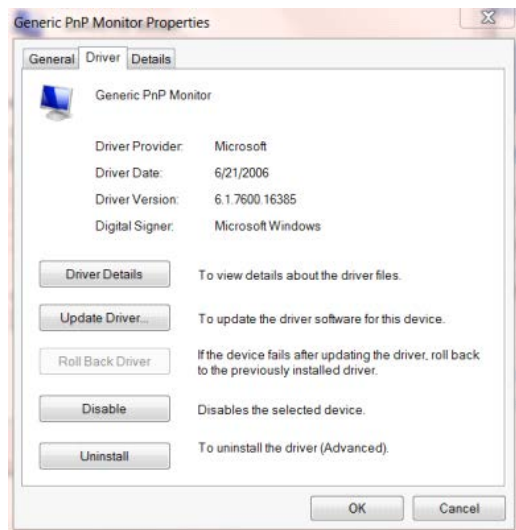 Generic PnP Monitor Properties
General Driver Details
Generic PnP Monitor
Driver Provider: Microsoft
Driver Date: 6/21/2006
Driver Version: 6.1.7600.16385
Digital Signer: Microsoft Windows
Driver Details To view details about the driver files.
Update Driver... To update the driver software for this device.
Roll Back Driver If the device fails after updating the driver, roll back
to the previously installed driver.
Disable Disables the selected device.
Uninstall To uninstall the driver (Advanced).
OK Cancel